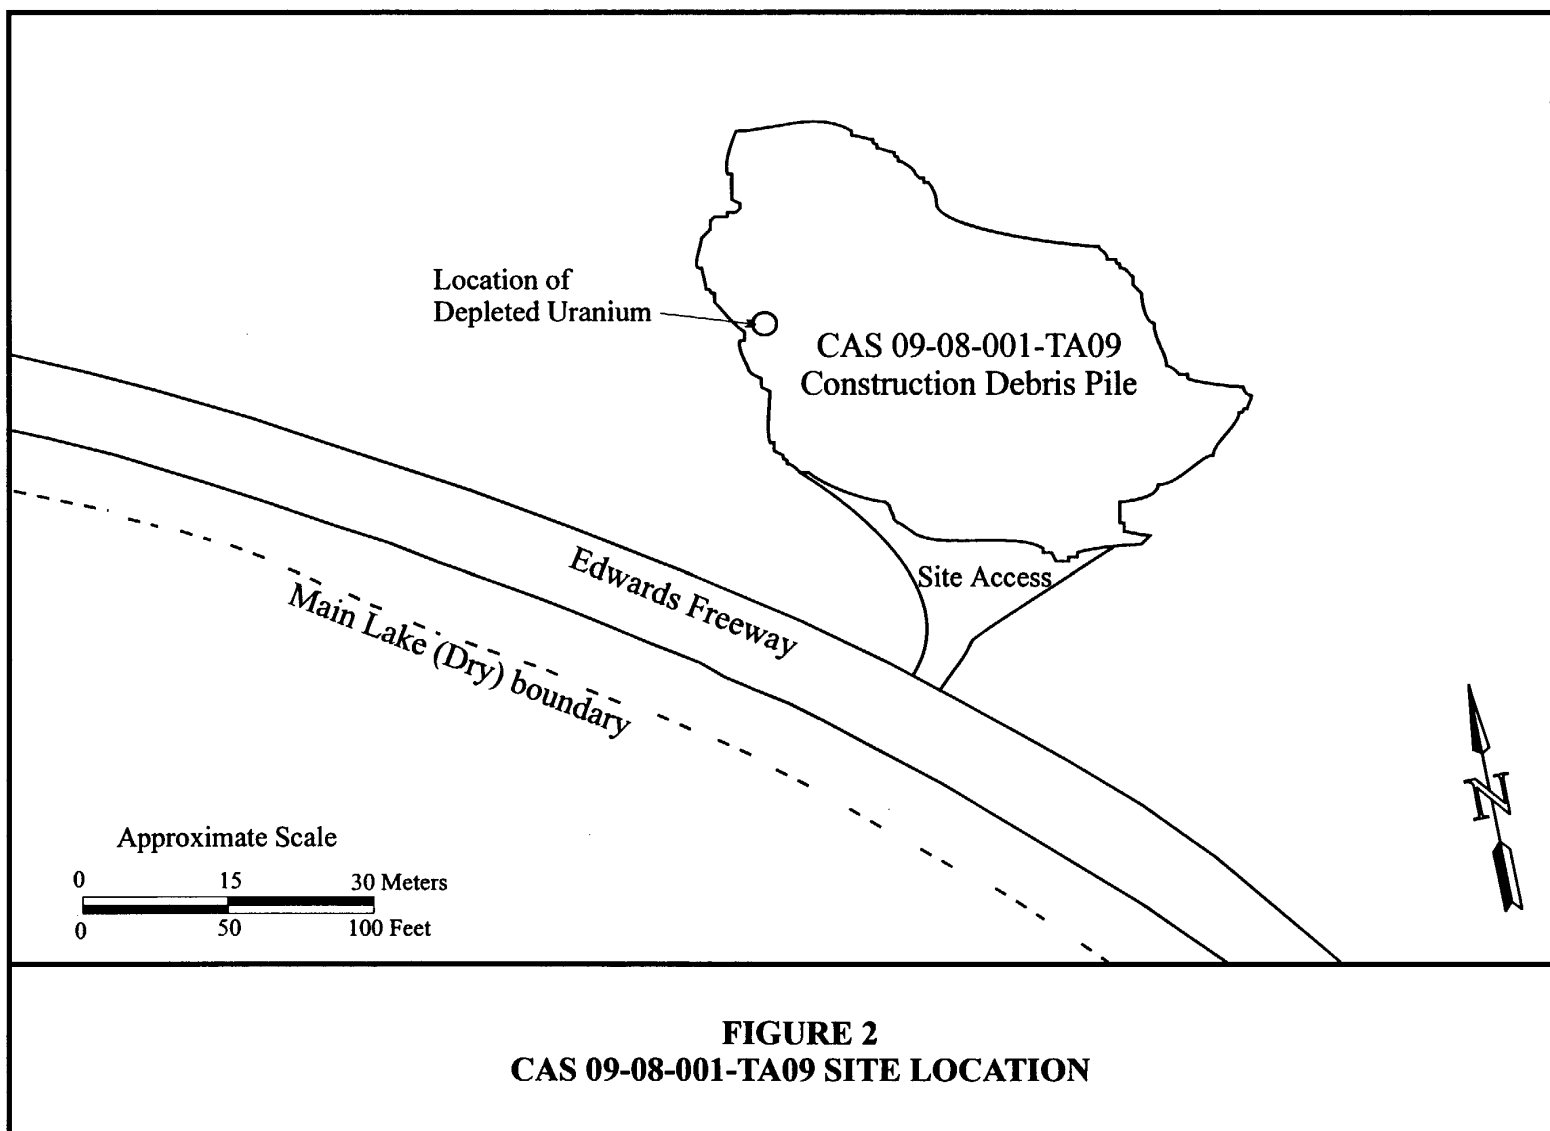 Location of
Depleted Uranium
CAS 09-08-001-TA09
Construction Debris Pile
Site Access
Edwards Freeway
Main Lake (Dry) boundary
N
Approximate Scale
0 15 30 Meters
0 50 100 Feet
FIGURE 2
CAS 09-08-001-TA09 SITE LOCATION